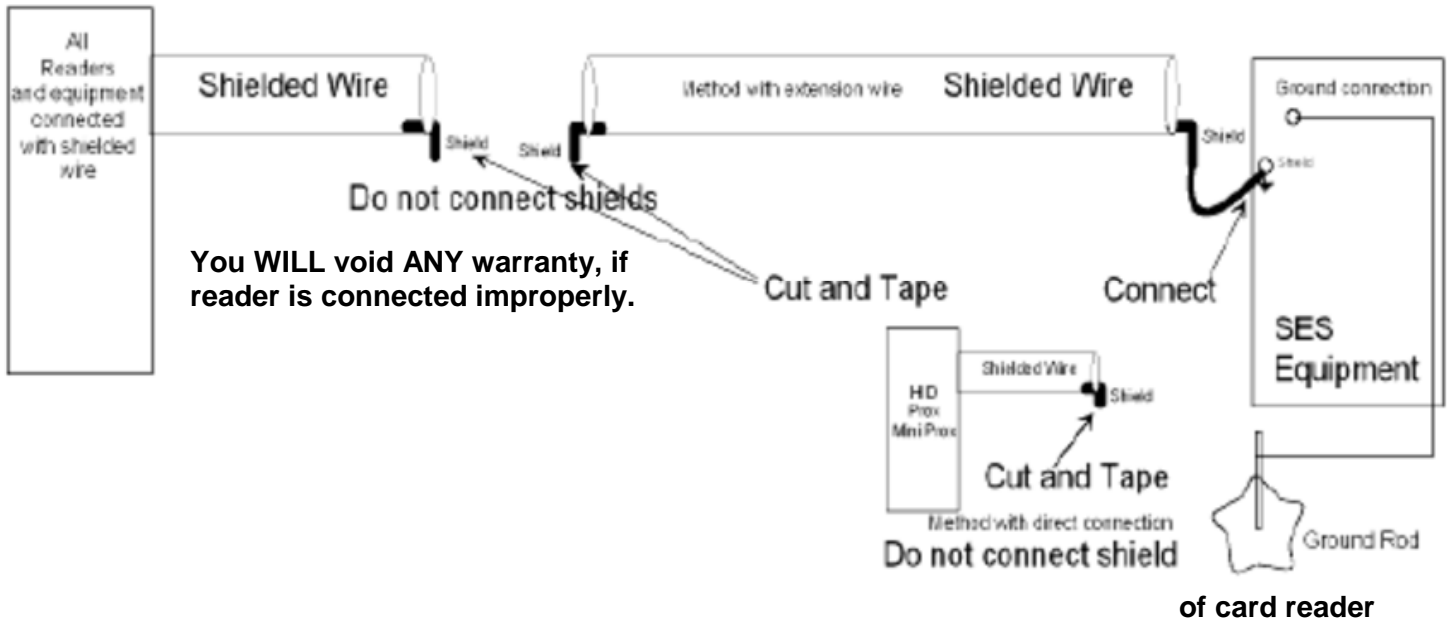 All
Readers
and equipment
connected
with shielded
wire
Shielded Wire
Shield
Shield
Method with extension wire
Shielded Wire
Shield
Ground connection
Shield
Do not connect shields
You WILL void ANY warranty, if
reader is connected improperly.
Cut and Tape
Connect
SES
Equipment
HID
Prox
Mini Prox
Shielded Wire
Shield
Cut and Tape
Method with direct connection
Do not connect shield
Ground Rod
of card reader